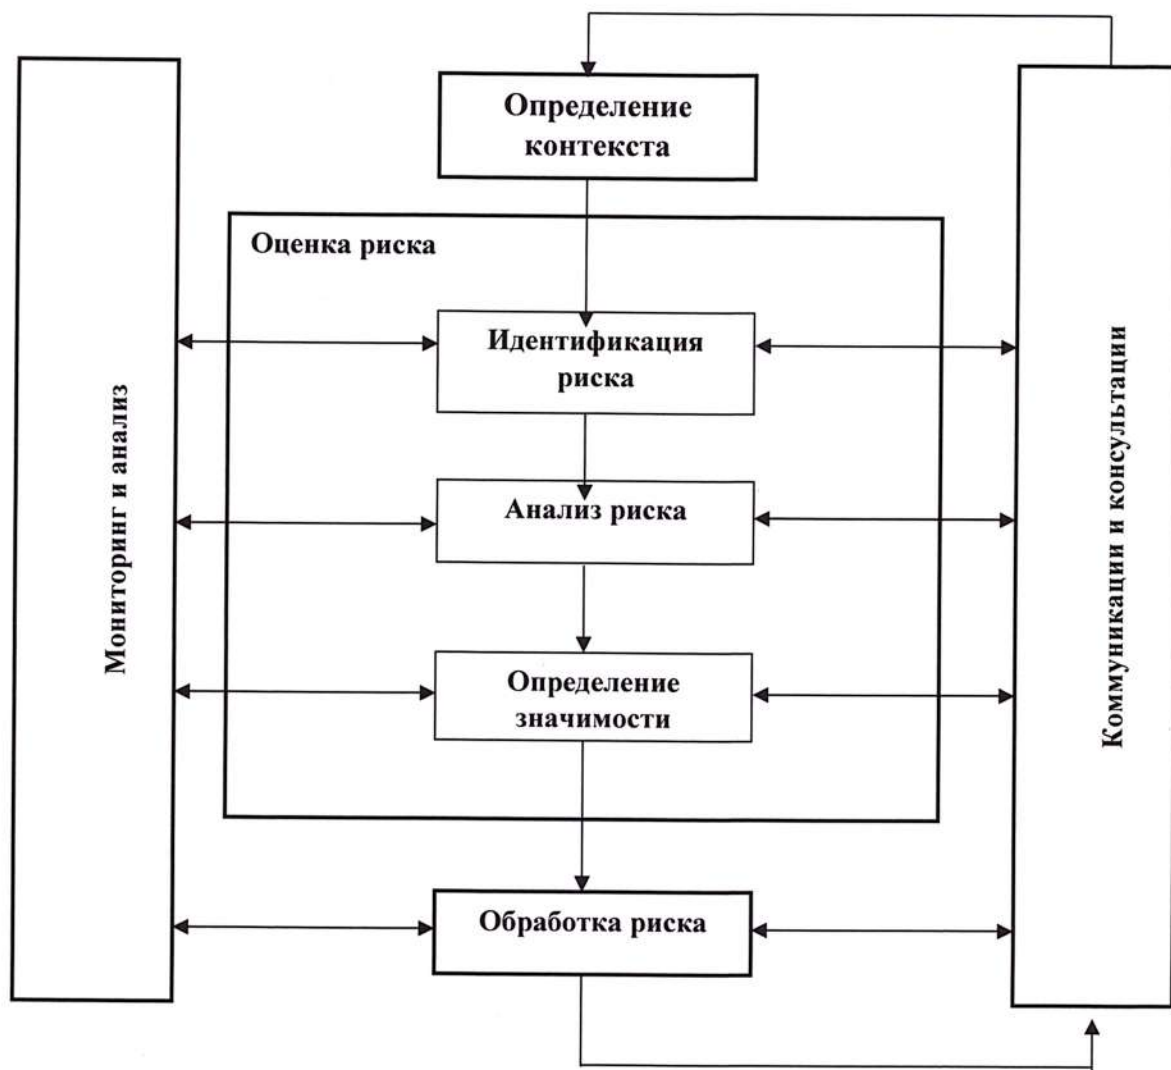 Определение
контекста
Оценка риска
Идентификация
риска
Анализ риска
Определение
значимости
Обработка риска
Мониторинг и анализ
Коммуникации и консультации